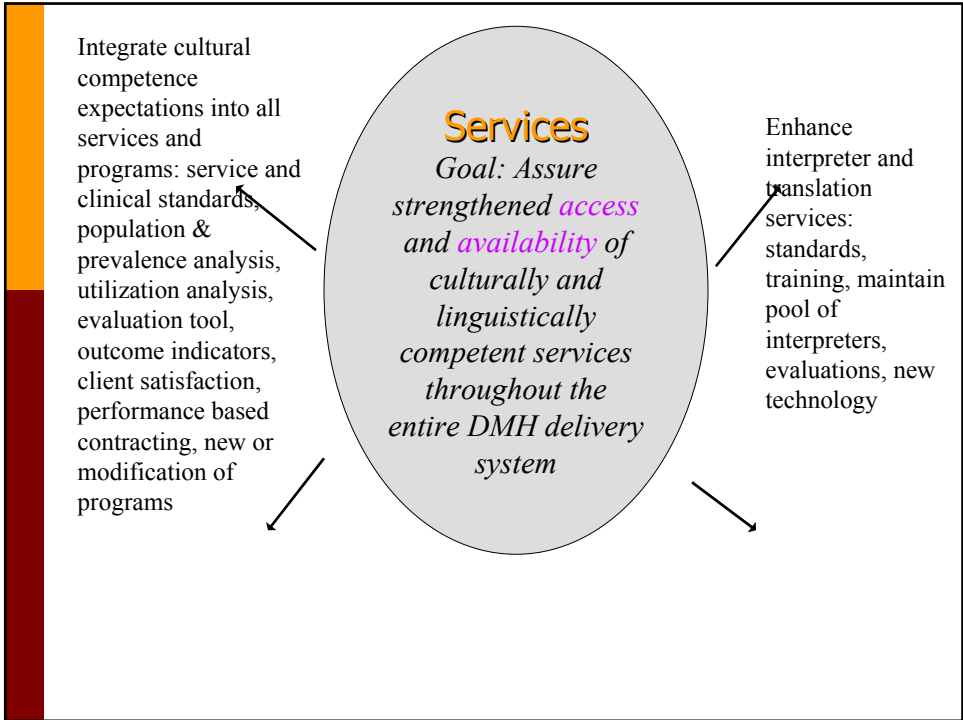 Integrate cultural
competence
expectations into all
services and
programs: service and
clinical standards,
population &
prevalence analysis,
utilization analysis,
evaluation tool,
outcome indicators,
client satisfaction,
performance based
contracting, new or
modification of
programs
Services
Goal: Assure
strengthened access
and availability of
culturally and
linguistically
competent services
throughout the
entire DMH delivery
system
Enhance
interpreter and
translation
services:
standards,
training, maintain
pool of
interpreters,
evaluations, new
technology